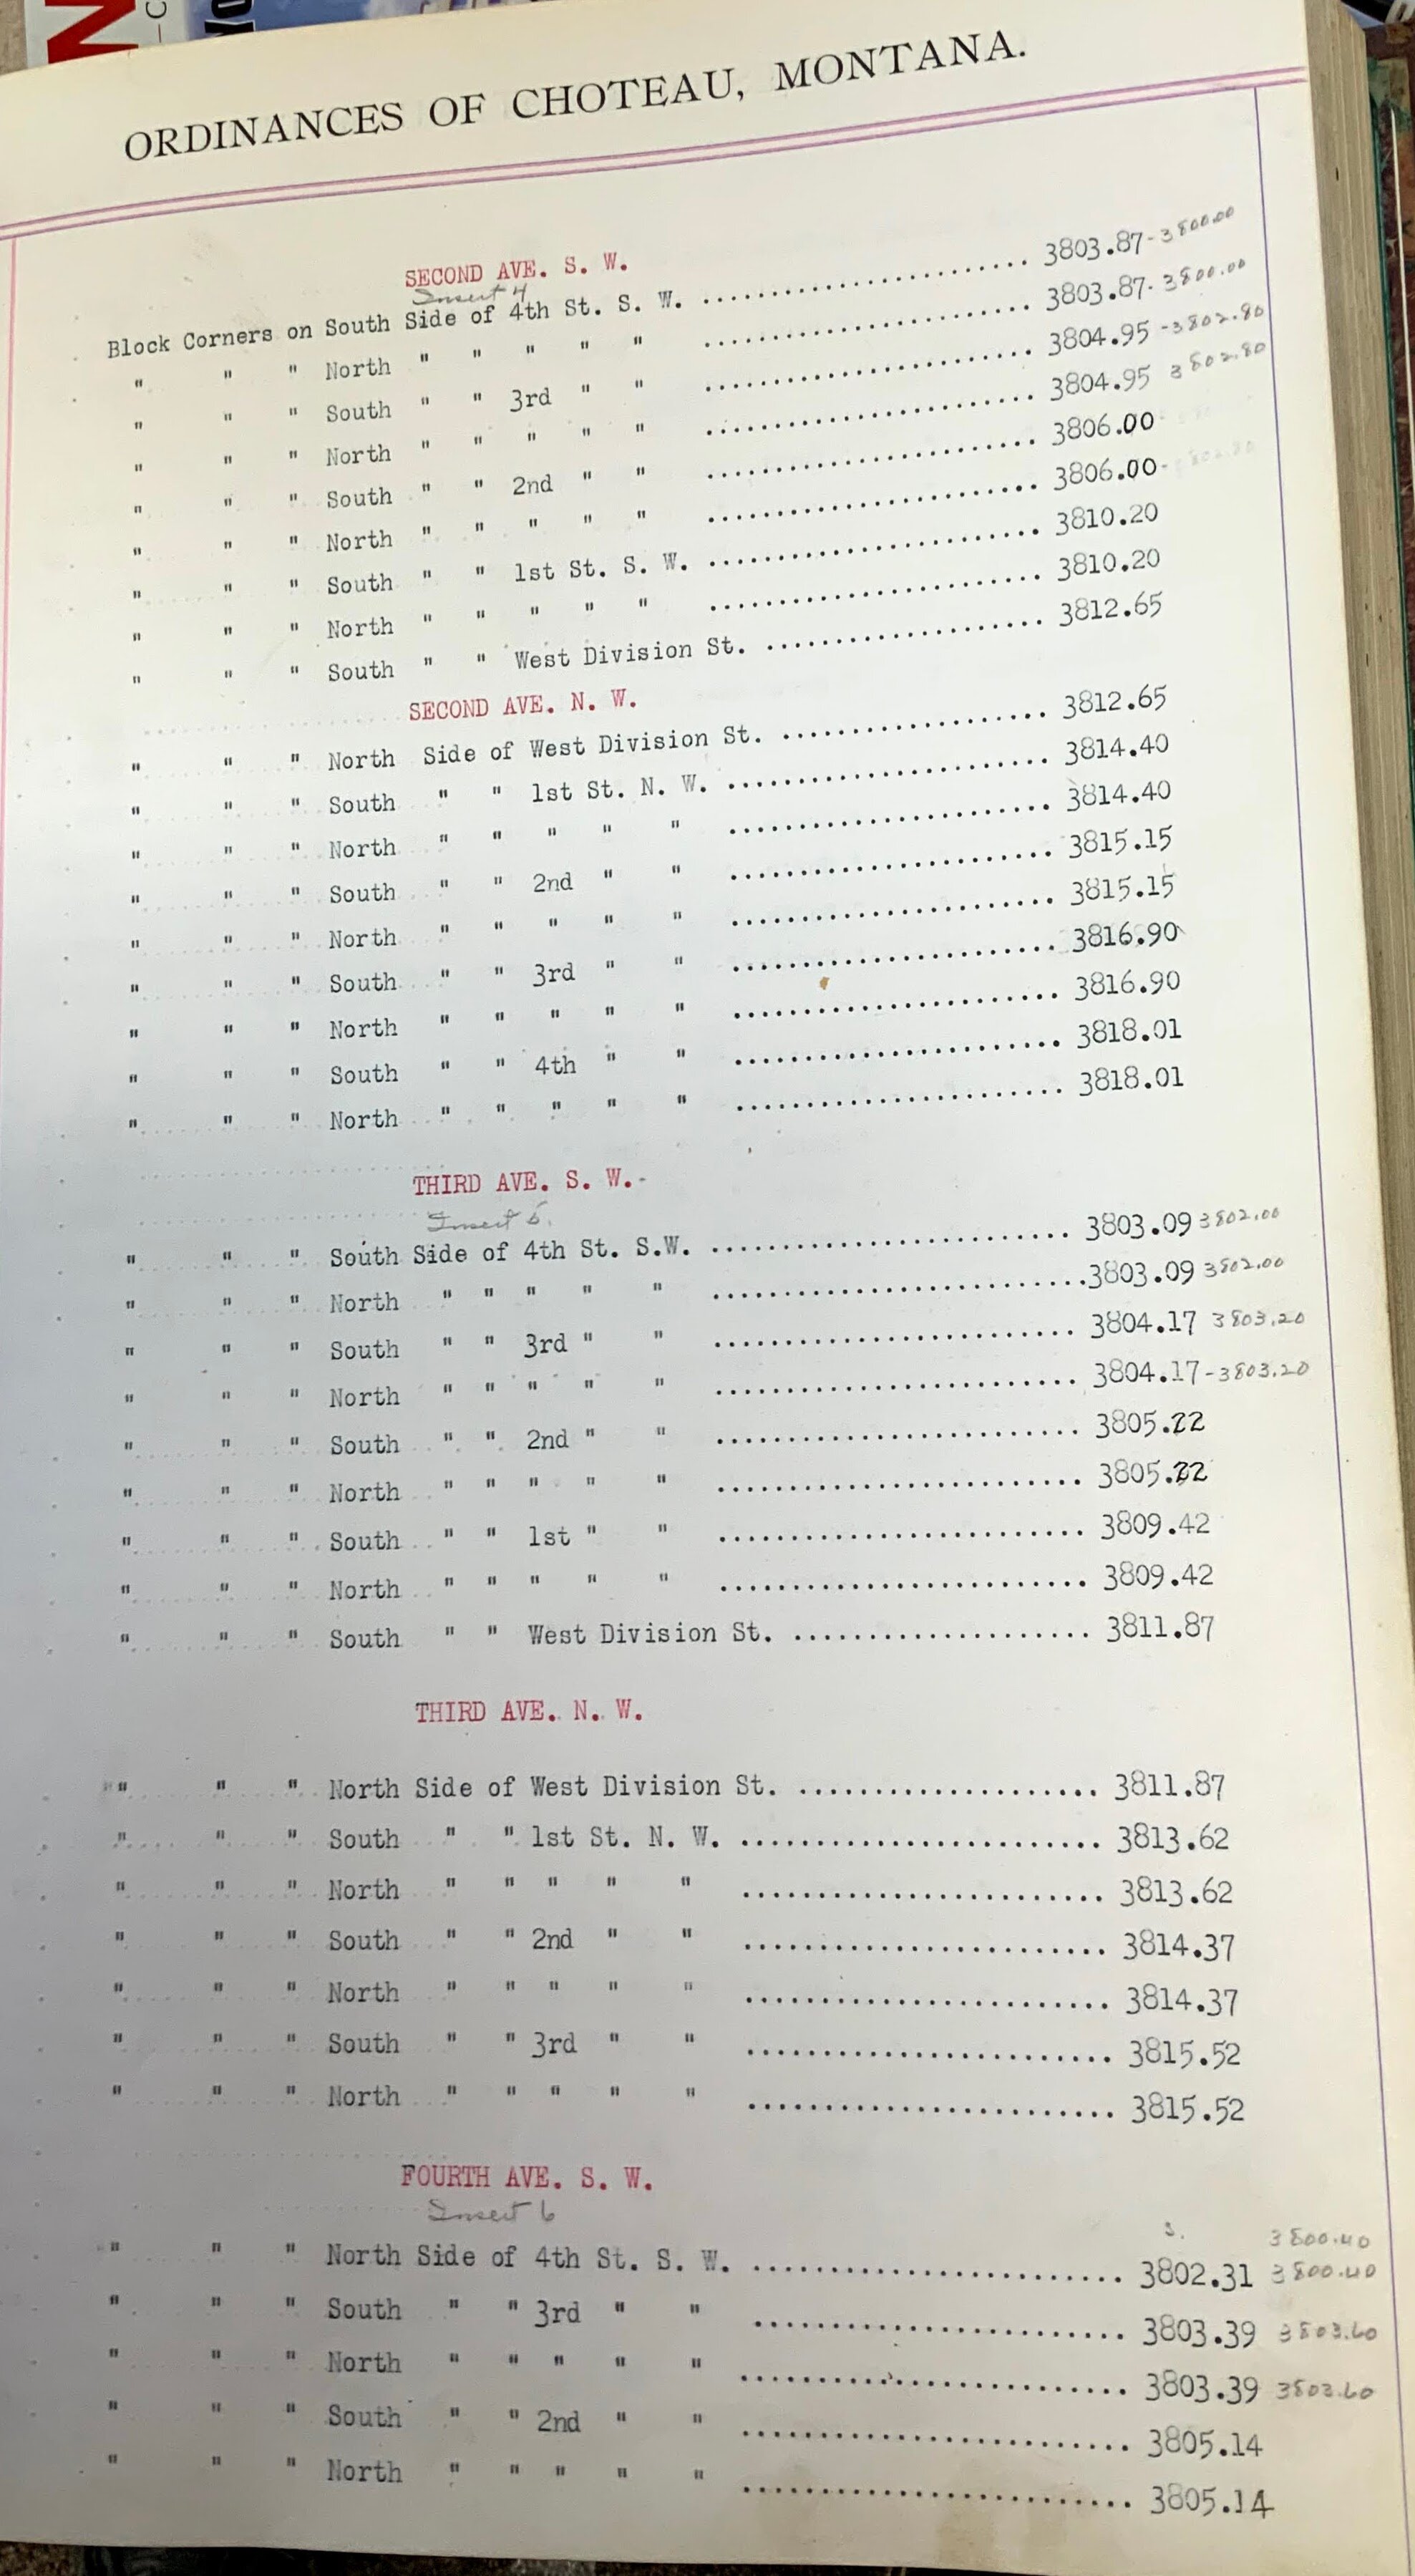 ORDINANCES OF CHOTEAU, MONTANA.
SECOND AVE. S. W.
Insert 4
Block Corners on South Side of 4th St. S. W. ........................ 3803.87-3800.00
" " " North " " " " " ........................ 3803.87-3800.00
" " " South " " 3rd " " ........................ 3804.95-3802.80
" " " North " " " " " ........................ 3804.95 3802.80
" " " South " " 2nd " " ........................ 3806.00
" " " North " " " " " ........................ 3806.00-
" " " South " " 1st St. S. W. ........................ 3810.20
" " " North " " " " " ........................ 3810.20
" " " South " " West Division St. .................... 3812.65
SECOND AVE. N. W.
" " " North Side of West Division St. ................... 3812.65
" " " South " " 1st St. N. W. ....................... 3814.40
" " " North " " " " " ....................... 3814.40
" " " South " " 2nd " " ....................... 3815.15
" " " North " " " " " ....................... 3815.15
" " " South " " 3rd " " ....................... 3816.90
" " " North " " " " " ....................... 3816.90
" " " South " " 4th " " ....................... 3818.01
" " " North " " " " " ....................... 3818.01
THIRD AVE. S. W.-
Insert 5.
" " " South Side of 4th St. S.W. ......................... 3803.09 3802.00
" " " North " " " " " ......................... 3803.09 3802.00
" " " South " " 3rd " " ......................... 3804.17 3803.20
" " " North " " " " " ......................... 3804.17-3803.20
" " " South " " 2nd " " ......................... 3805.22
" " " North " " " " " ......................... 3805.22
" " " South " " 1st " " ......................... 3809.42
" " " North " " " " " ......................... 3809.42
" " " South " " West Division St. .................... 3811.87
THIRD AVE. N. W.
" " " North Side of West Division St. .................... 3811.87
" " " South " " 1st St. N. W. ........................ 3813.62
" " " North " " " " " ........................ 3813.62
" " " South " " 2nd " " ........................ 3814.37
" " " North " " " " " ........................ 3814.37
" " " South " " 3rd " " ........................ 3815.52
" " " North " " " " " ........................ 3815.52
FOURTH AVE. S. W.
Insert 6
S. 3800.40
" " " North Side of 4th St. S. W. ........................ 3802.31 3800.40
" " " South " " 3rd " " ........................ 3803.39 3803.60
" " " North " " " " " ......................... 3803.39 3803.60
" " " South " " 2nd " " ......................... 3805.14
" " " North " " " " " ......................... 3805.14